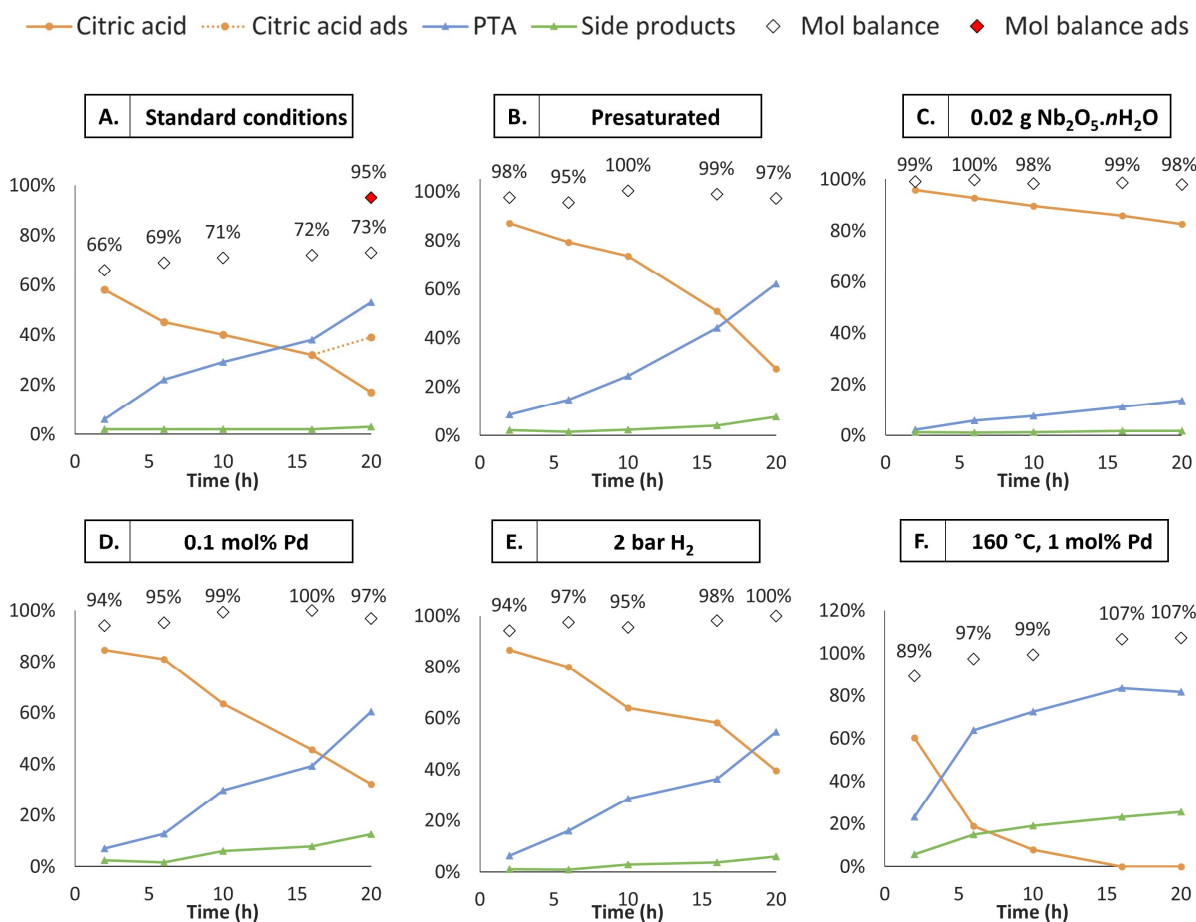 Citric acid Citric acid ads PTA Side products Mol balance Mol balance ads
A. Standard conditions
95%
100%
80%
60%
40%
20%
0%
66% 69% 71% 72% 73%
0 5 10 15 20
Time (h)
B. Presaturated
98% 95% 100% 99% 97%
100%
80%
60%
40%
20%
0%
0 5 10 15 20
Time (h)
C. 0.02 g Nb₂O₅.nH₂O
99% 100% 98% 99% 98%
100%
80%
60%
40%
20%
0%
0 5 10 15 20
Time (h)
D. 0.1 mol% Pd
94% 95% 99% 100% 97%
100%
80%
60%
40%
20%
0%
0 5 10 15 20
Time (h)
E. 2 bar H₂
94% 97% 95% 98% 100%
100%
80%
60%
40%
20%
0%
0 5 10 15 20
Time (h)
F. 160 °C, 1 mol% Pd
120%
100%
80%
60%
40%
20%
0%
89% 97% 99% 107% 107%
0 5 10 15 20
Time (h)